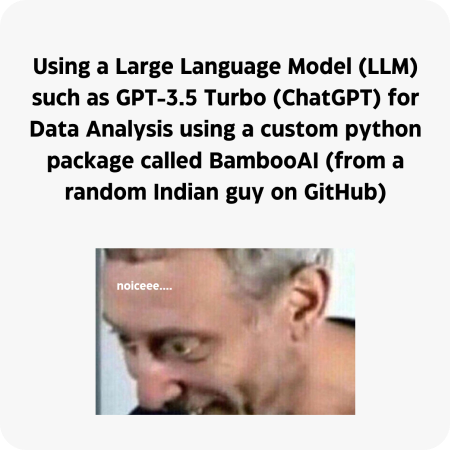 Using a Large Language Model (LLM)
such as GPT-3.5 Turbo (ChatGPT) for
Data Analysis using a custom python
package called BambooAI (from a
random Indian guy on GitHub)
noiceee....